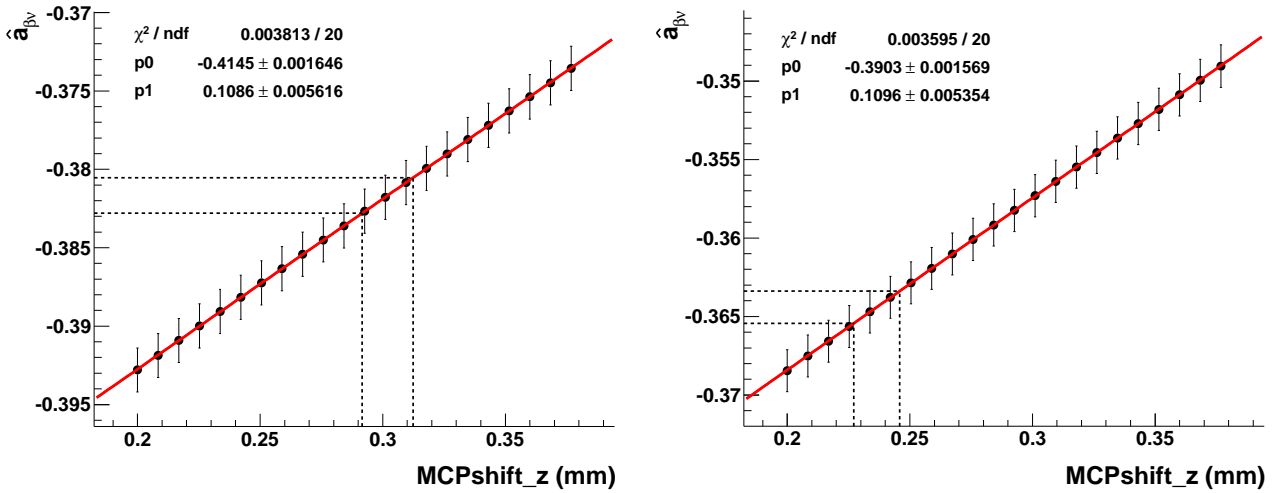 â_βν
χ² / ndf 0.003813 / 20
p0 -0.4145 ± 0.001646
p1 0.1086 ± 0.005616
-0.37
-0.375
-0.38
-0.385
-0.39
-0.395
0.2 0.25 0.3 0.35
MCPshift_z (mm)
â_βν
χ² / ndf 0.003595 / 20
p0 -0.3903 ± 0.001569
p1 0.1096 ± 0.005354
-0.35
-0.355
-0.36
-0.365
-0.37
0.2 0.25 0.3 0.35
MCPshift_z (mm)